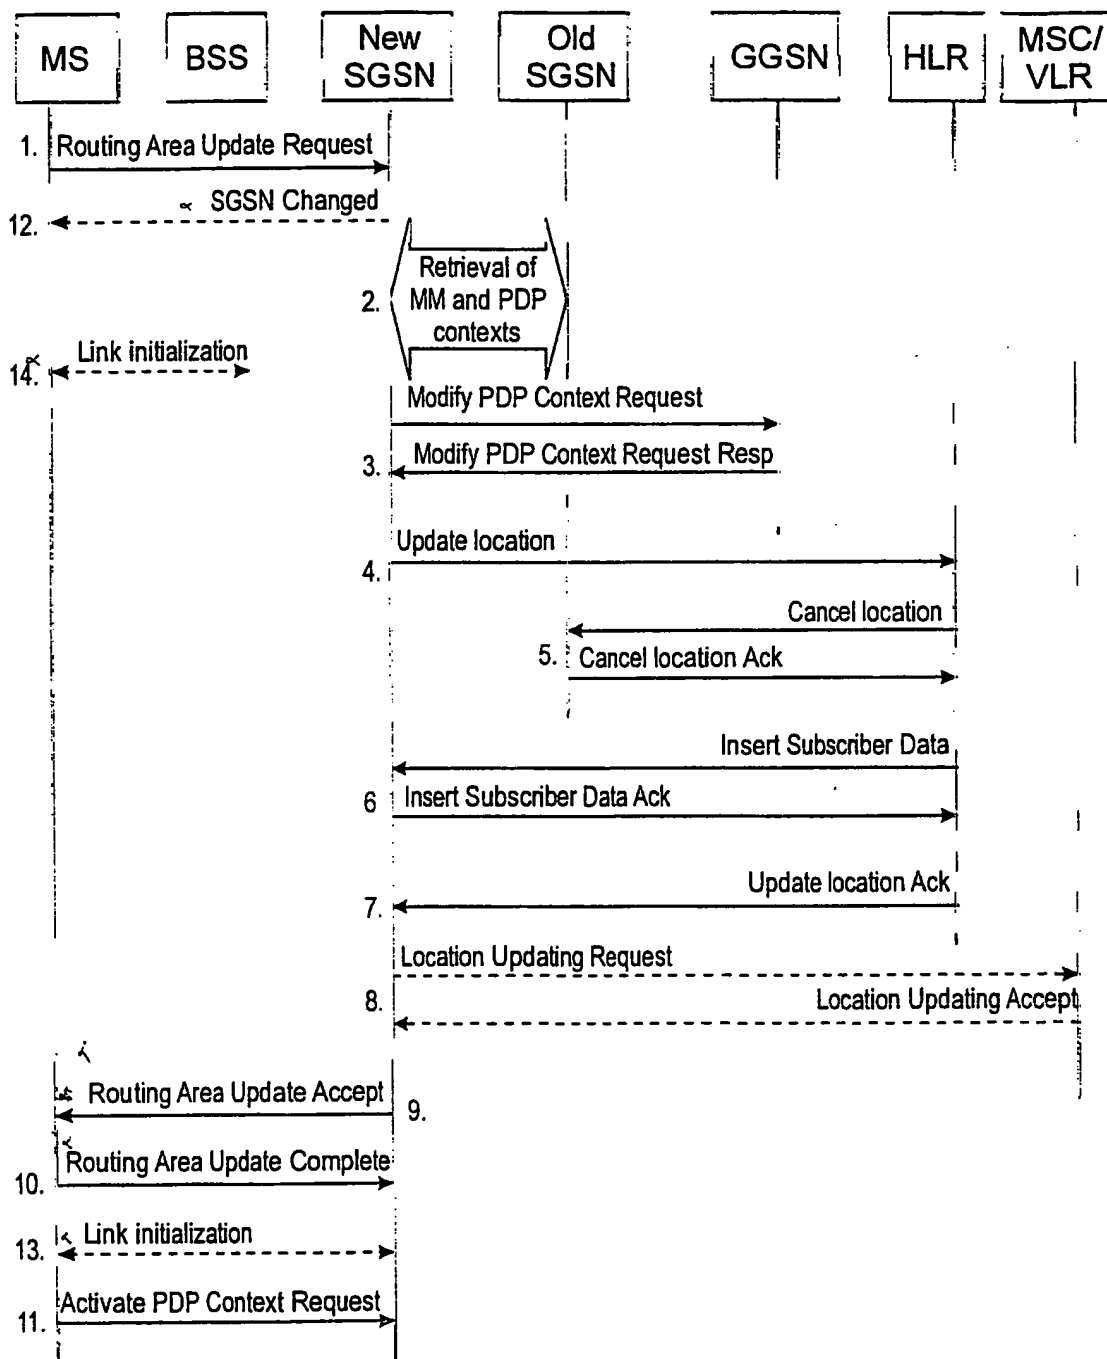 MS
BSS
New
SGSN
Old
SGSN
GGSN
HLR
MSC/
VLR
1. Routing Area Update Request
12. SGSN Changed
2. Retrieval of
MM and PDP
contexts
14. Link initialization
Modify PDP Context Request
3. Modify PDP Context Request Resp
4. Update location
Cancel location
5. Cancel location Ack
Insert Subscriber Data
6 Insert Subscriber Data Ack
7. Update location Ack
Location Updating Request
8. Location Updating Accept
Routing Area Update Accept 9.
10. Routing Area Update Complete
13. Link initialization
11. Activate PDP Context Request